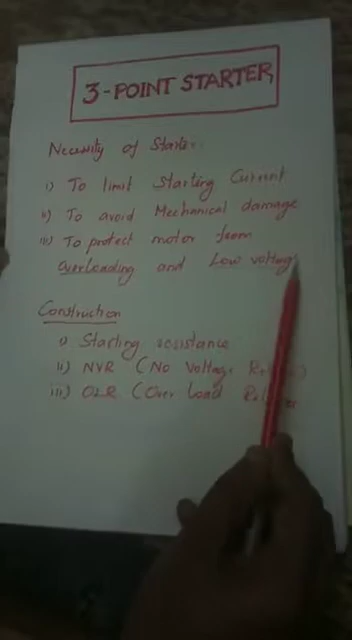 3-POINT STARTER
Necessity of Starter.
i) To limit Starting Current
ii) To avoid Mechanical damage
iii) To protect motor from
Overloading and Low voltage
Construction
i) Starting resistance
ii) NVR (No Voltage
iii) OLR (Over Load